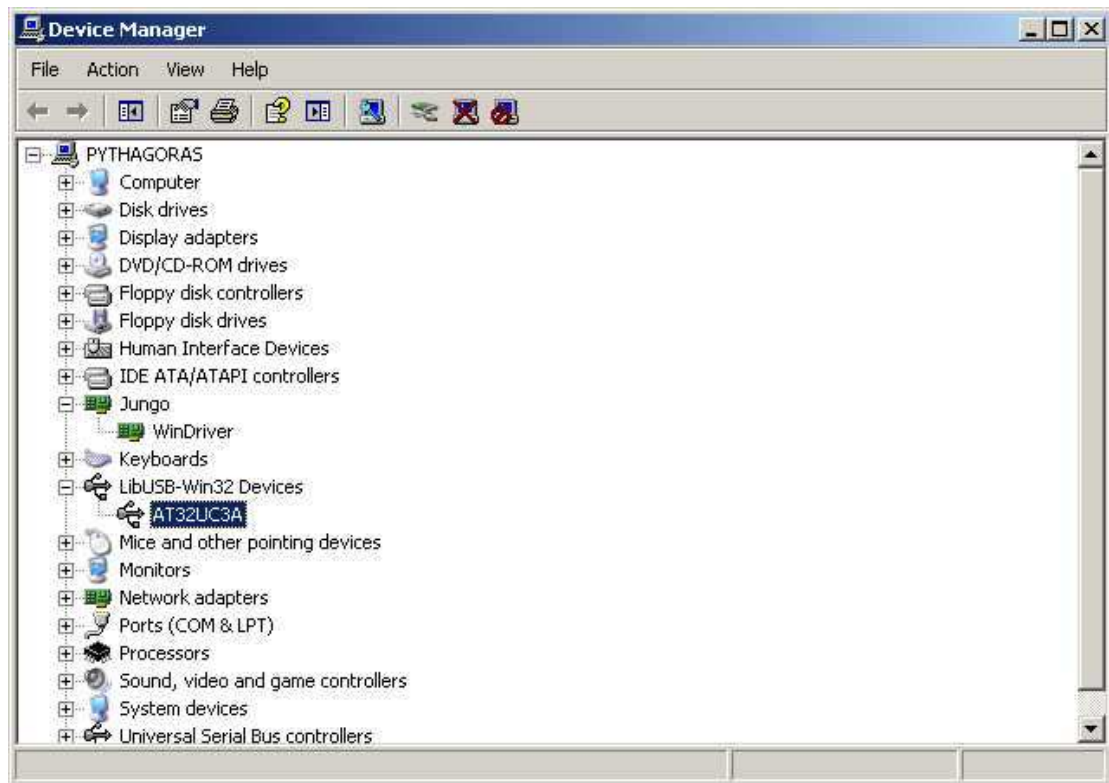 Device Manager
File Action View Help
PYTHAGORAS
Computer
Disk drives
Display adapters
DVD/CD-ROM drives
Floppy disk controllers
Floppy disk drives
Human Interface Devices
IDE ATA/ATAPI controllers
Jungo
WinDriver
Keyboards
LibUSB-Win32 Devices
AT32UC3A
Mice and other pointing devices
Monitors
Network adapters
Ports (COM & LPT)
Processors
Sound, video and game controllers
System devices
Universal Serial Bus controllers